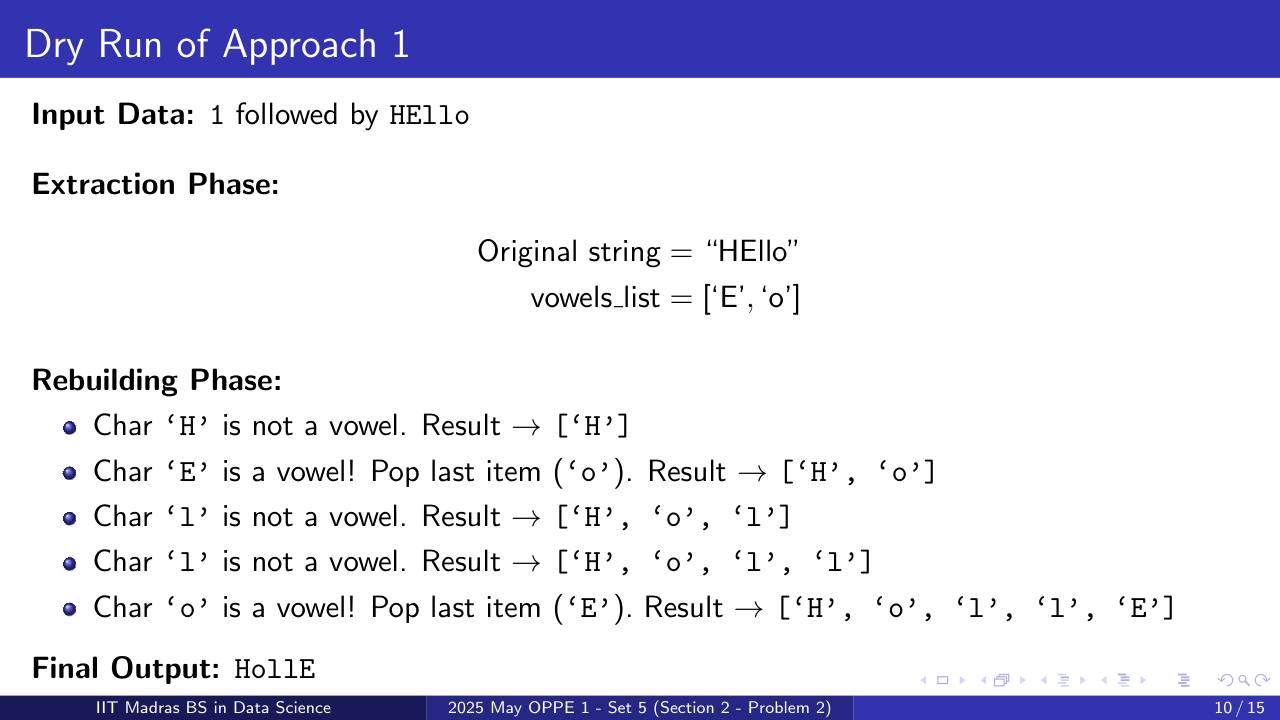 Dry Run of Approach 1
Input Data: 1 followed by HEllo
Extraction Phase:
Original string = “HEllo”
vowels_list = [‘E’, ‘o’]
Rebuilding Phase:
Char ‘H’ is not a vowel. Result → [‘H’]
Char ‘E’ is a vowel! Pop last item (‘o’). Result → [‘H’, ‘o’]
Char ‘l’ is not a vowel. Result → [‘H’, ‘o’, ‘l’]
Char ‘l’ is not a vowel. Result → [‘H’, ‘o’, ‘l’, ‘l’]
Char ‘o’ is a vowel! Pop last item (‘E’). Result → [‘H’, ‘o’, ‘l’, ‘l’, ‘E’]
Final Output: HollE
IIT Madras BS in Data Science 2025 May OPPE 1 - Set 5 (Section 2 - Problem 2) 10 / 15